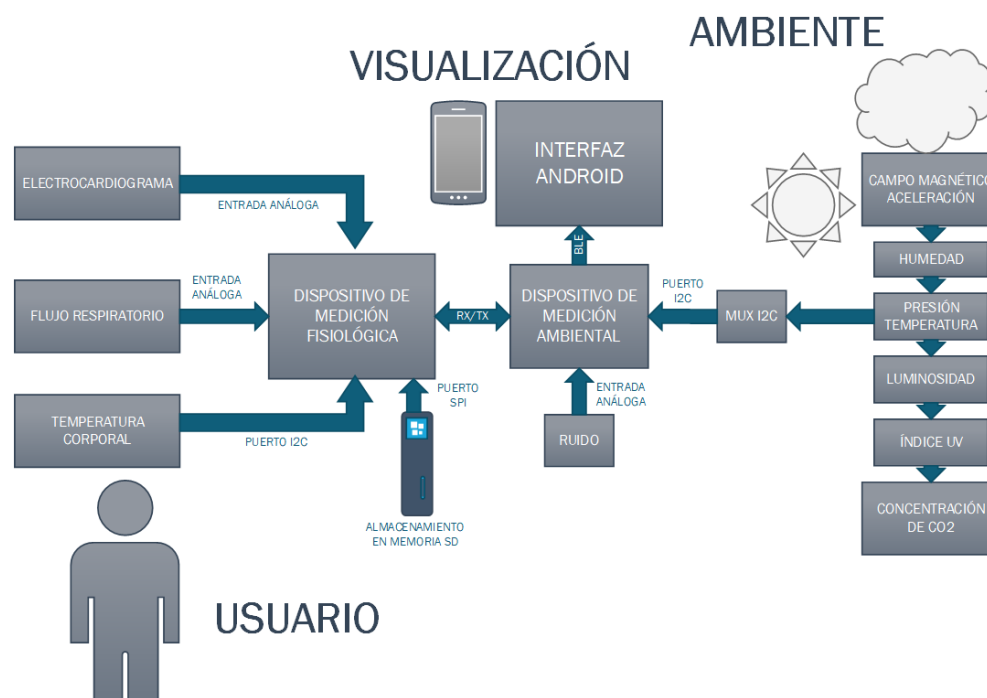 AMBIENTE
VISUALIZACIÓN
INTERFAZ
ANDROID
CAMPO MAGNÉTICO
ACELERACIÓN
ELECTROCARDIOGRAMA
ENTRADA ANÁLOGA
BLE
HUMEDAD
ENTRADA
ANÁLOGA
FLUJO RESPIRATORIO
DISPOSITIVO DE
MEDICIÓN
FISIOLÓGICA
RX/TX
DISPOSITIVO DE
MEDICIÓN
AMBIENTAL
PUERTO
I2C
MUX I2C
PRESIÓN
TEMPERATURA
LUMINOSIDAD
PUERTO
SPI
ENTRADA
ANÁLOGA
TEMPERATURA
CORPORAL
PUERTO I2C
RUIDO
ÍNDICE UV
CONCENTRACIÓN
DE CO2
ALMACENAMIENTO
EN MEMORIA SD
USUARIO